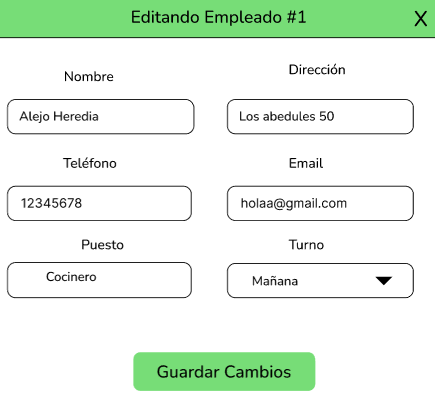 Editando Empleado #1 X
Nombre Dirección
Alejo Heredia Los abedules 50
Teléfono Email
12345678 holaa@gmail.com
Puesto Turno
Cocinero Mañana
Guardar Cambios